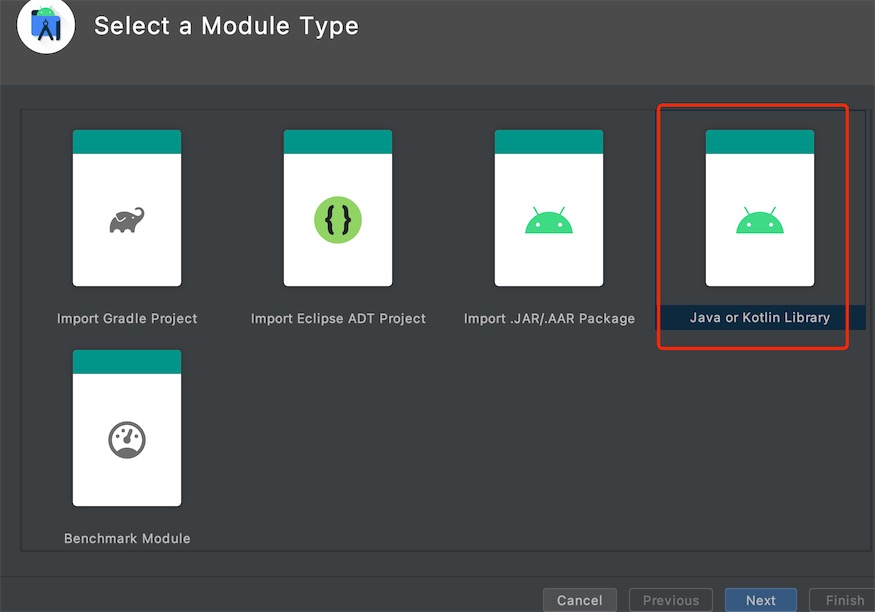 Select a Module Type
Import Gradle Project
Import Eclipse ADT Project
Import .JAR/.AAR Package
Java or Kotlin Library
Benchmark Module
Cancel
Previous
Next
Finish